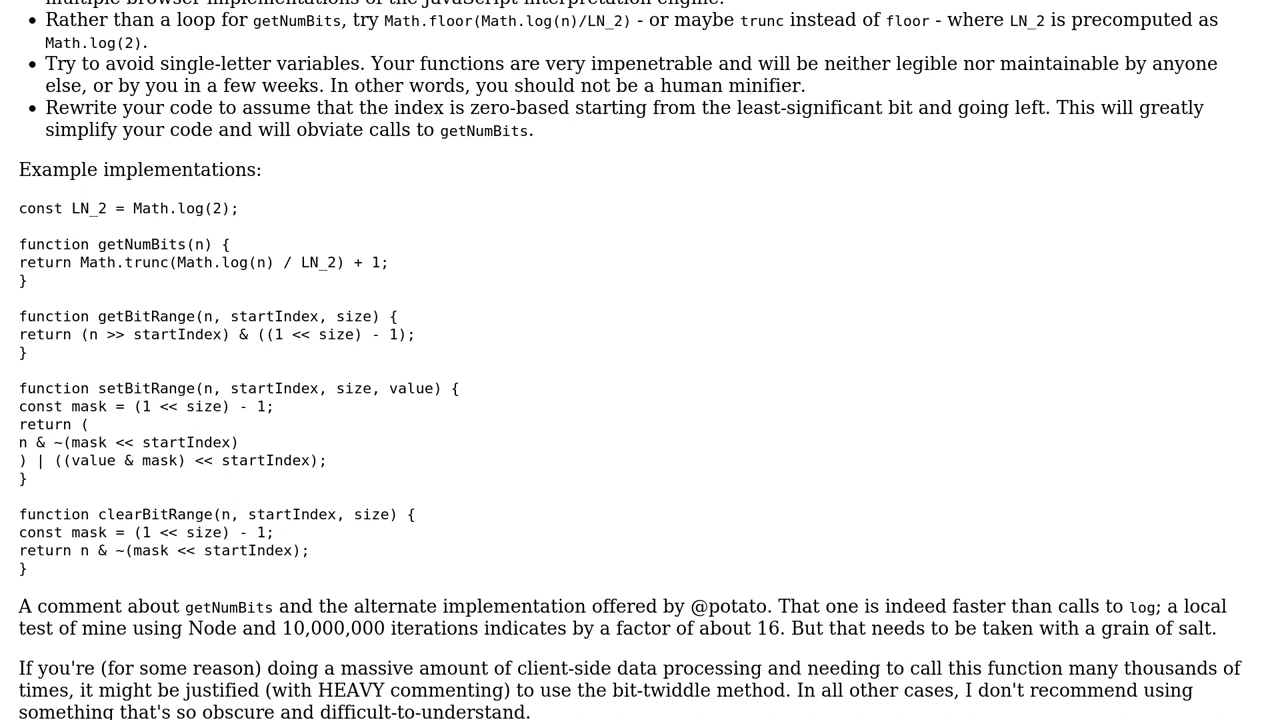 multiple browser implementations of the JavaScript interpretation engine.
• Rather than a loop for getNumBits, try Math.floor(Math.log(n)/LN_2) - or maybe trunc instead of floor - where LN_2 is precomputed as
Math.log(2).
• Try to avoid single-letter variables. Your functions are very impenetrable and will be neither legible nor maintainable by anyone
else, or by you in a few weeks. In other words, you should not be a human minifier.
• Rewrite your code to assume that the index is zero-based starting from the least-significant bit and going left. This will greatly
simplify your code and will obviate calls to getNumBits.
Example implementations:
const LN_2 = Math.log(2);
function getNumBits(n) {
return Math.trunc(Math.log(n) / LN_2) + 1;
}
function getBitRange(n, startIndex, size) {
return (n >> startIndex) & ((1 << size) - 1);
}
function setBitRange(n, startIndex, size, value) {
const mask = (1 << size) - 1;
return (
n & ~(mask << startIndex)
) | ((value & mask) << startIndex);
}
function clearBitRange(n, startIndex, size) {
const mask = (1 << size) - 1;
return n & ~(mask << startIndex);
}
A comment about getNumBits and the alternate implementation offered by @potato. That one is indeed faster than calls to log; a local
test of mine using Node and 10,000,000 iterations indicates by a factor of about 16. But that needs to be taken with a grain of salt.
If you're (for some reason) doing a massive amount of client-side data processing and needing to call this function many thousands of
times, it might be justified (with HEAVY commenting) to use the bit-twiddle method. In all other cases, I don't recommend using
something that's so obscure and difficult-to-understand.